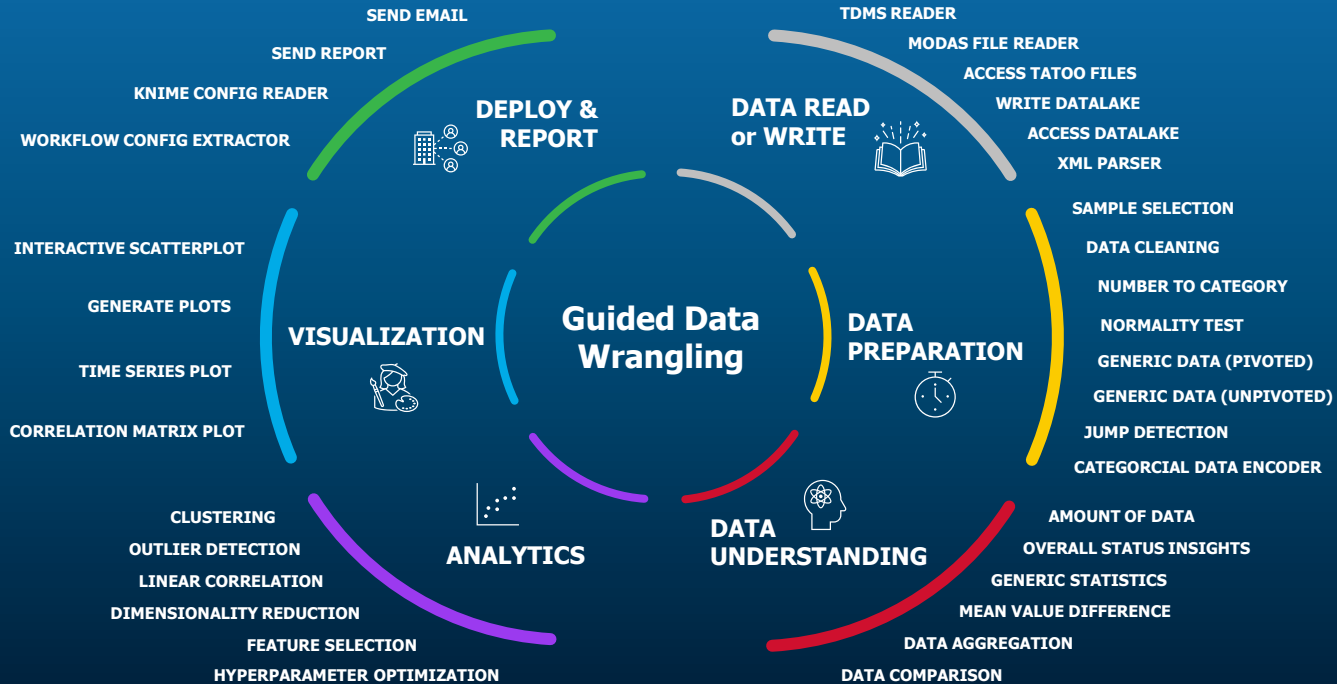 SEND EMAIL
SEND REPORT
KNIME CONFIG READER
WORKFLOW CONFIG EXTRACTOR
DEPLOY &
REPORT
TDMS READER
MODAS FILE READER
ACCESS TATOO FILES
WRITE DATALAKE
ACCESS DATALAKE
XML PARSER
DATA READ
or WRITE
SAMPLE SELECTION
DATA CLEANING
NUMBER TO CATEGORY
NORMALITY TEST
GENERIC DATA (PIVOTED)
GENERIC DATA (UNPIVOTED)
JUMP DETECTION
CATEGORCIAL DATA ENCODER
DATA
PREPARATION
Guided Data
Wrangling
INTERACTIVE SCATTERPLOT
GENERATE PLOTS
TIME SERIES PLOT
CORRELATION MATRIX PLOT
VISUALIZATION
CLUSTERING
OUTLIER DETECTION
LINEAR CORRELATION
DIMENSIONALITY REDUCTION
FEATURE SELECTION
HYPERPARAMETER OPTIMIZATION
ANALYTICS
DATA
UNDERSTANDING
AMOUNT OF DATA
OVERALL STATUS INSIGHTS
GENERIC STATISTICS
MEAN VALUE DIFFERENCE
DATA AGGREGATION
DATA COMPARISON